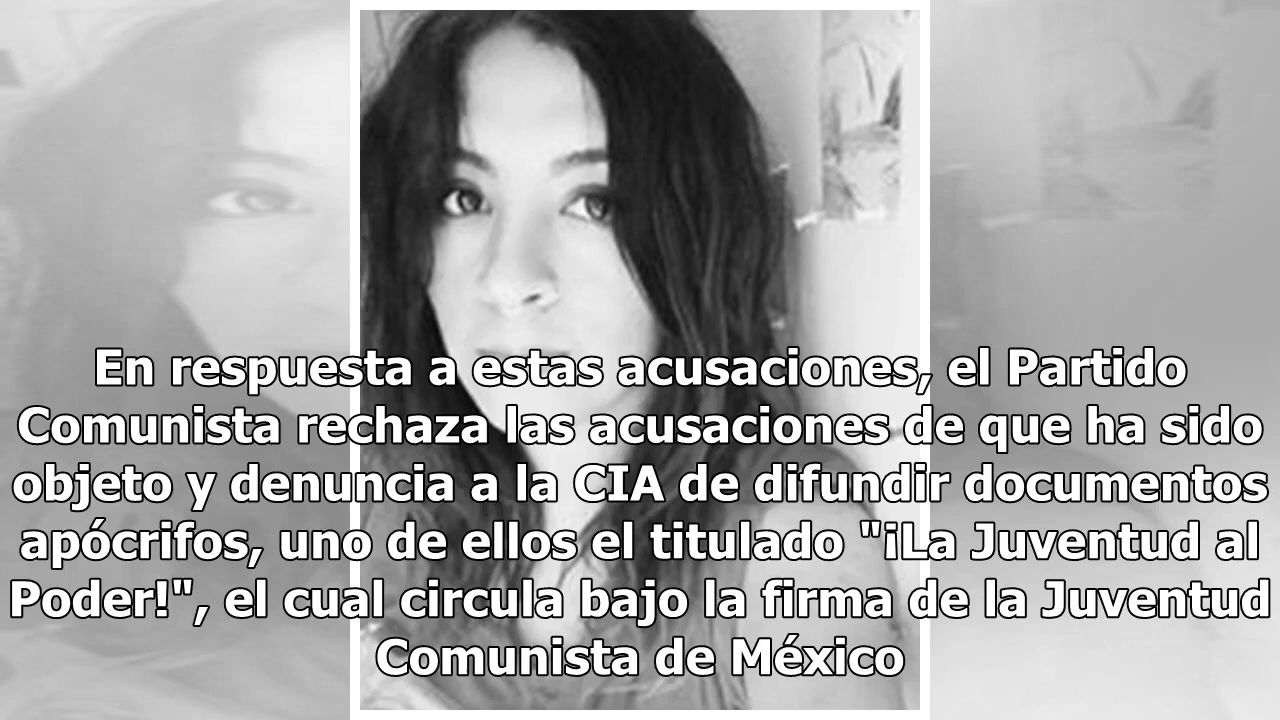 En respuesta a estas acusaciones, el Partido
Comunista rechaza las acusaciones de que ha sido
objeto y denuncia a la CIA de difundir documentos
apócrifos, uno de ellos el titulado "¡La Juventud al
Poder!", el cual circula bajo la firma de la Juventud
Comunista de México